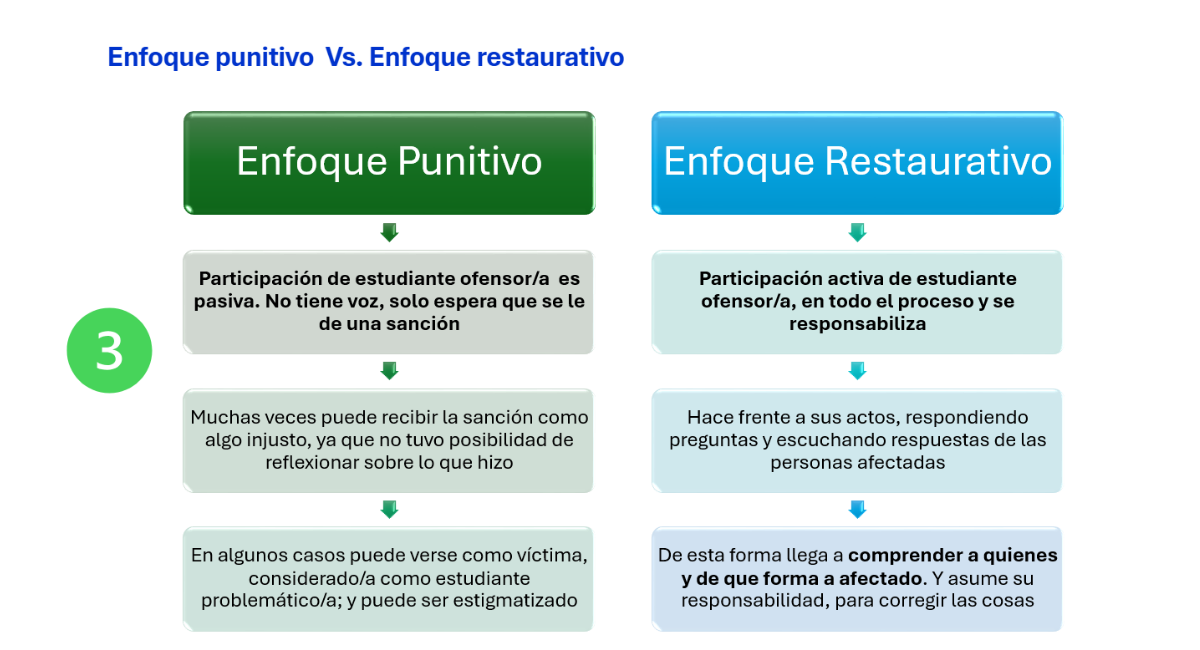 Enfoque punitivo  Vs. Enfoque restaurativo
Enfoque Punitivo
Participación de estudiante ofensor/a  es
pasiva. No tiene voz, solo espera que se le
de una sanción
Muchas veces puede recibir la sanción como
algo injusto, ya que no tuvo posibilidad de
reflexionar sobre lo que hizo
En algunos casos puede verse como víctima,
considerado/a como estudiante
problemático/a; y puede ser estigmatizado
Enfoque Restaurativo
Participación activa de estudiante
ofensor/a, en todo el proceso y se
responsabiliza
Hace frente a sus actos, respondiendo
preguntas y escuchando respuestas de las
personas afectadas
De esta forma llega a comprender a quienes
y de que forma a afectado. Y asume su
responsabilidad, para corregir las cosas
3